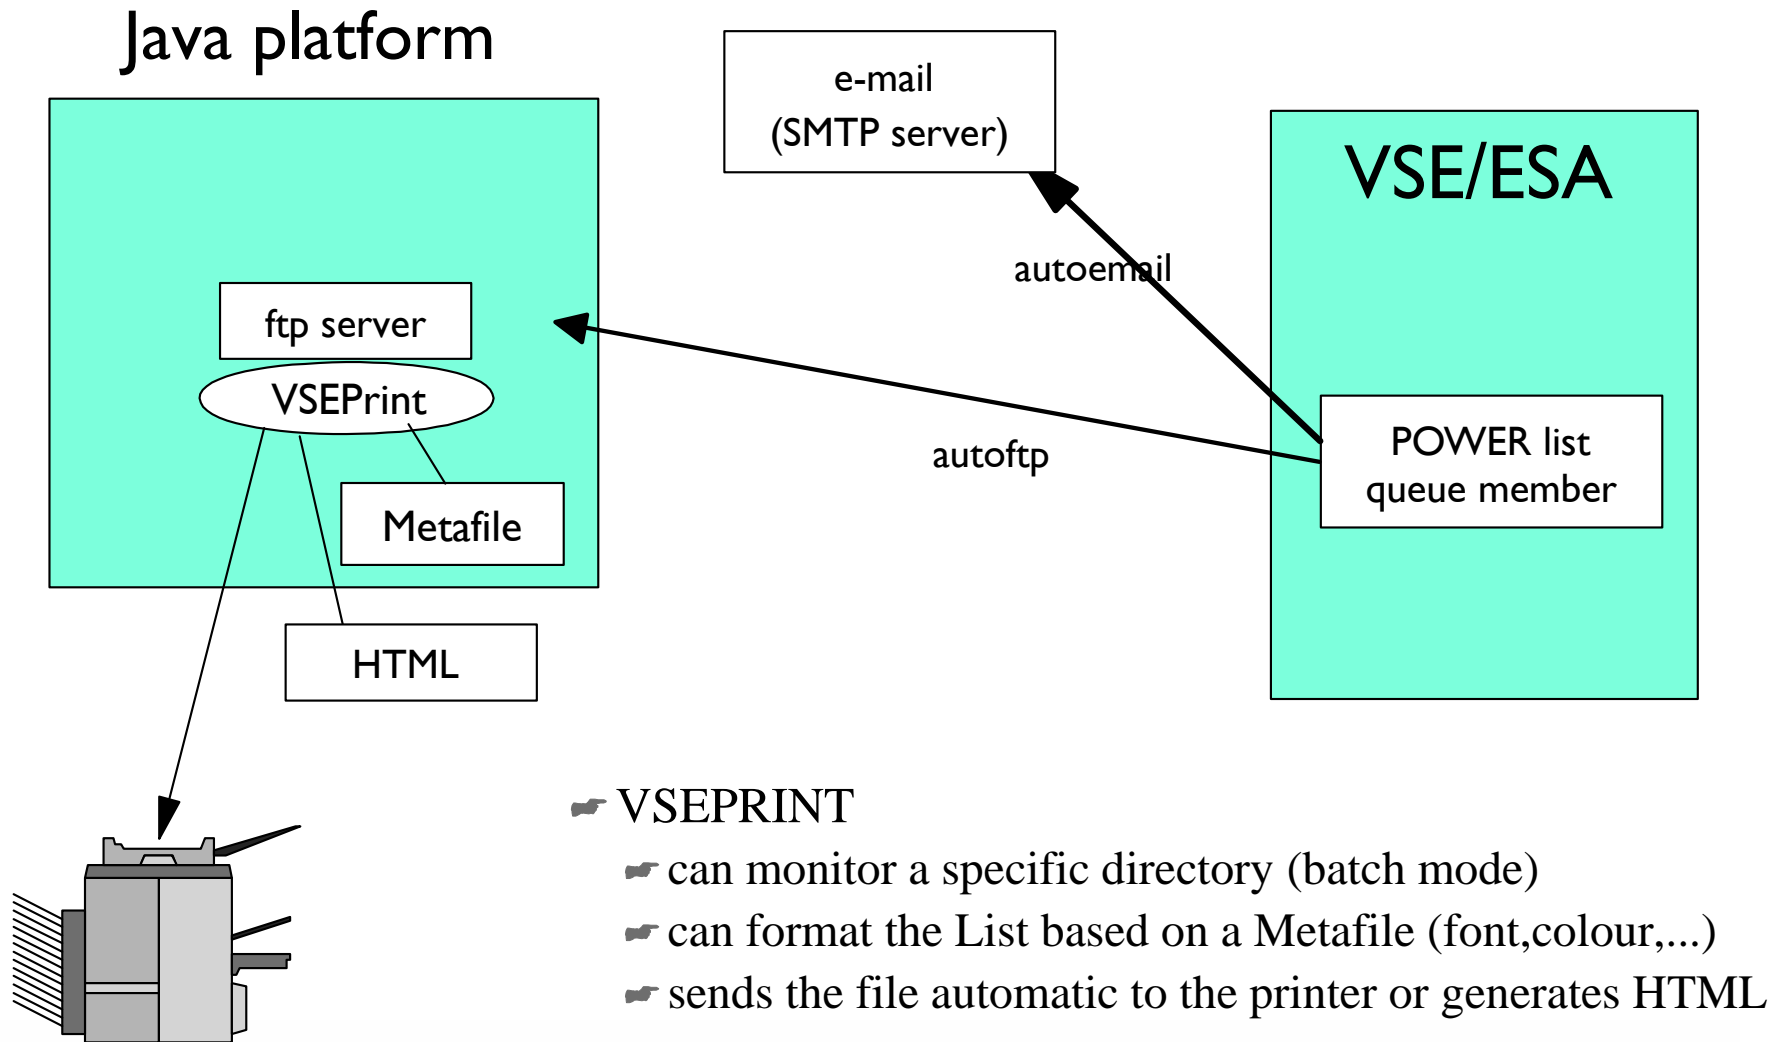 Java platform
e-mail
(SMTP server)
VSE/ESA
autoemail
ftp server
VSEPrint
autoftp
POWER list
queue member
Metafile
HTML
VSEPRINT
can monitor a specific directory (batch mode)
can format the List based on a Metafile (font,colour,...)
sends the file automatic to the printer or generates HTML